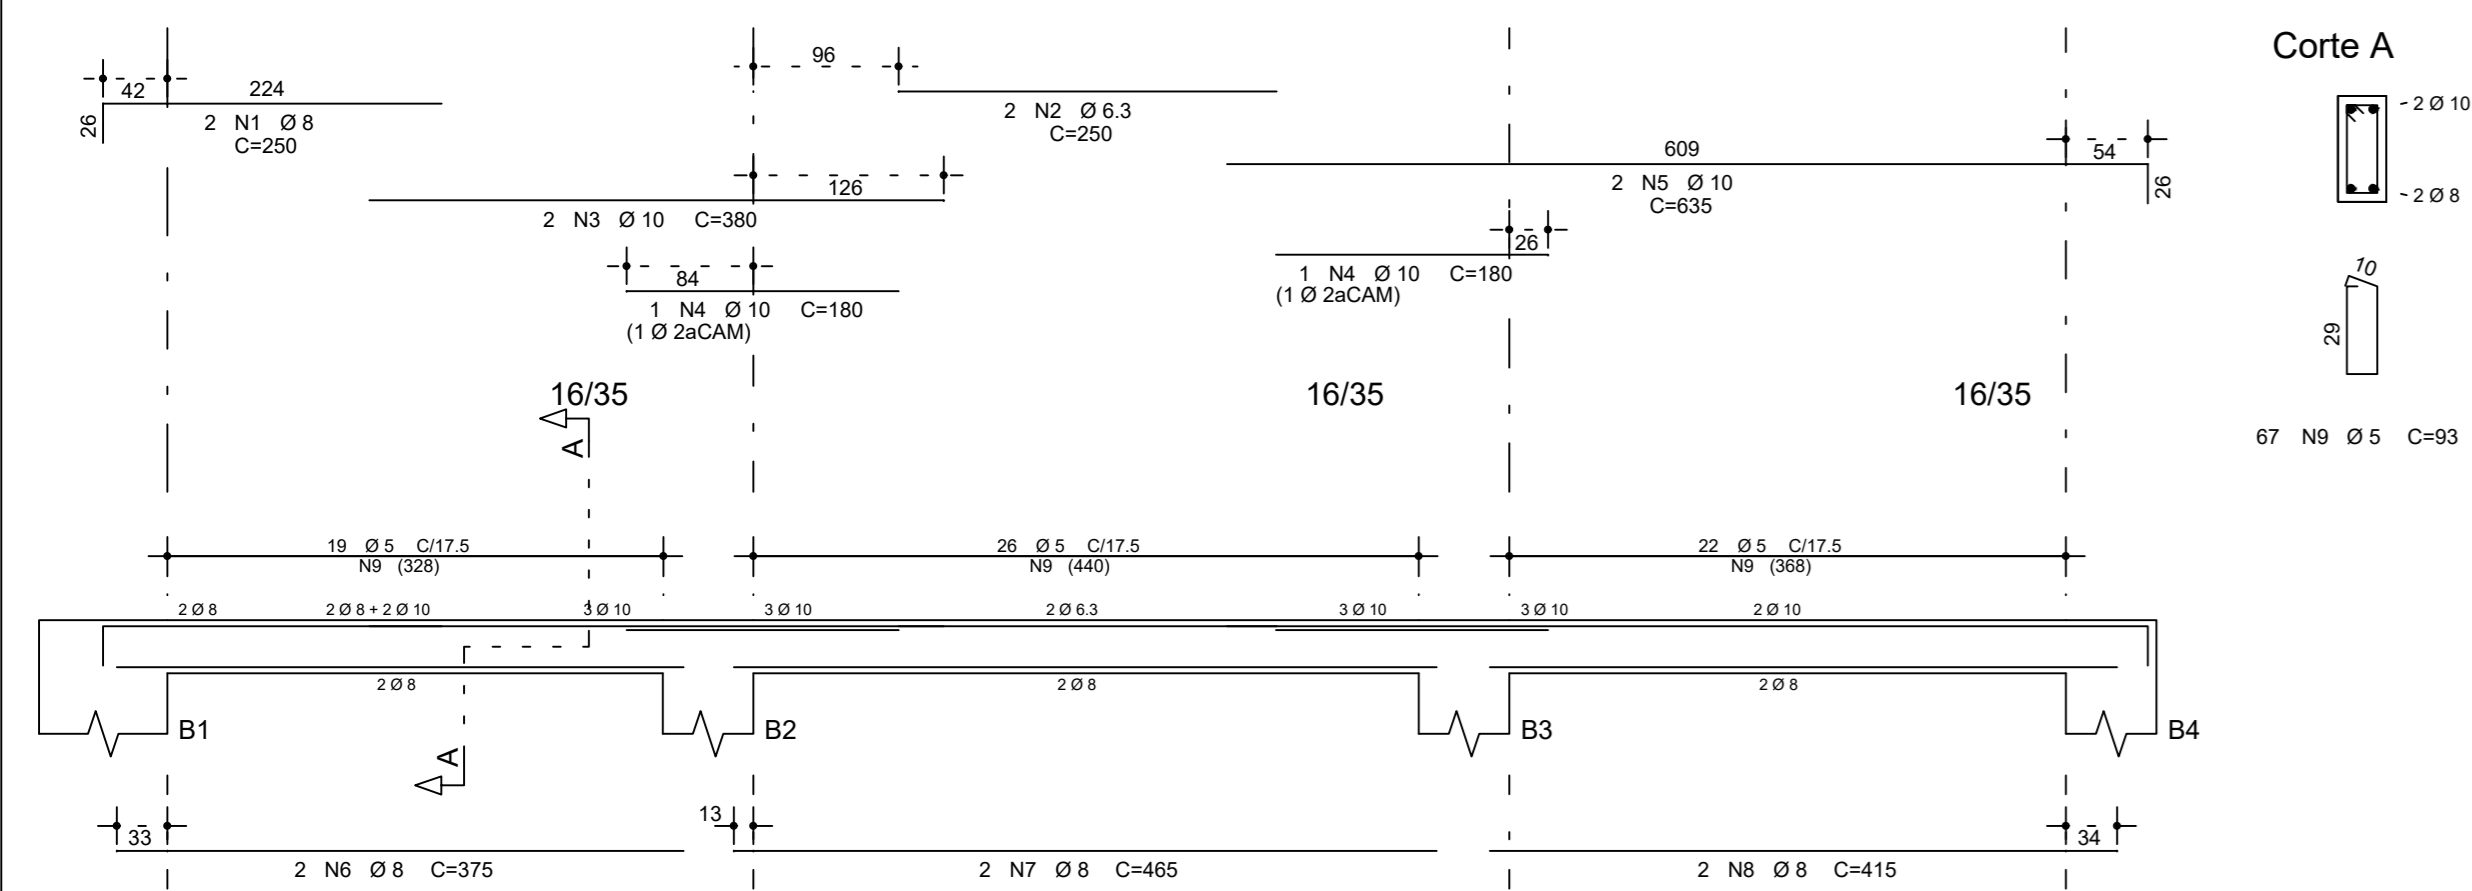 Corte A
96
42
224
26
2 N1 Ø 8
C=250
2 N2 Ø 6.3
C=250
- 2 Ø 10
- 2 Ø 8
609
54
26
2 N5 Ø 10
C=635
126
2 N3 Ø 10 C=380
26
84
1 N4 Ø 10 C=180
(1 Ø 2aCAM)
1 N4 Ø 10 C=180
(1 Ø 2aCAM)
10
29
16/35
16/35
16/35
A
67 N9 Ø 5 C=93
19 Ø 5 C/17.5
N9 (328)
26 Ø 5 C/17.5
N9 (440)
22 Ø 5 C/17.5
N9 (368)
2 Ø 8
2 Ø 8 + 2 Ø 10
3 Ø 10
3 Ø 10
2 Ø 6.3
3 Ø 10
3 Ø 10
2 Ø 10
2 Ø 8
2 Ø 8
2 Ø 8
B1
B2
B3
B4
A
33
13
34
2 N6 Ø 8 C=375
2 N7 Ø 8 C=465
2 N8 Ø 8 C=415